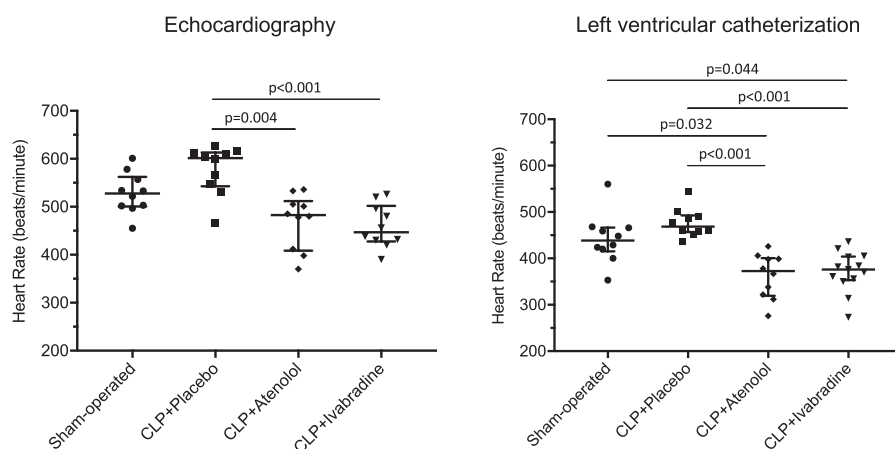 Echocardiography
p<0.001
p=0.004
700
600
500
400
300
200
Heart Rate (beats/minute)
Sham-operated
CLP+Placebo
CLP+Atenolol
CLP+Ivabradine
Left ventricular catheterization
p=0.044
p<0.001
p=0.032
p<0.001
700
600
500
400
300
200
Heart Rate (beats/minute)
Sham-operated
CLP+Placebo
CLP+Atenolol
CLP+Ivabradine